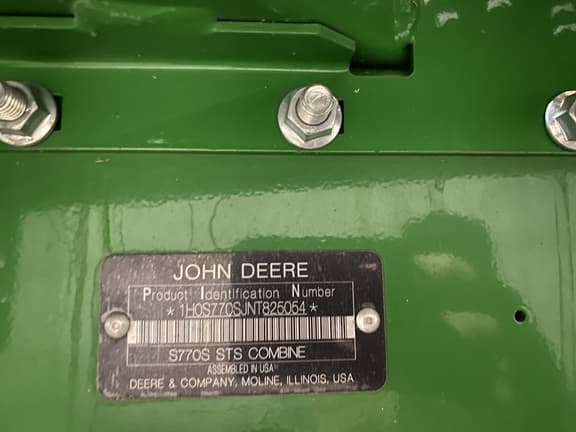 JOHN DEERE
Product Identification Number
*1H0S770SJNT825054*
S770S STS COMBINE
ASSEMBLED IN USA
DEERE & COMPANY, MOLINE, ILLINOIS, USA